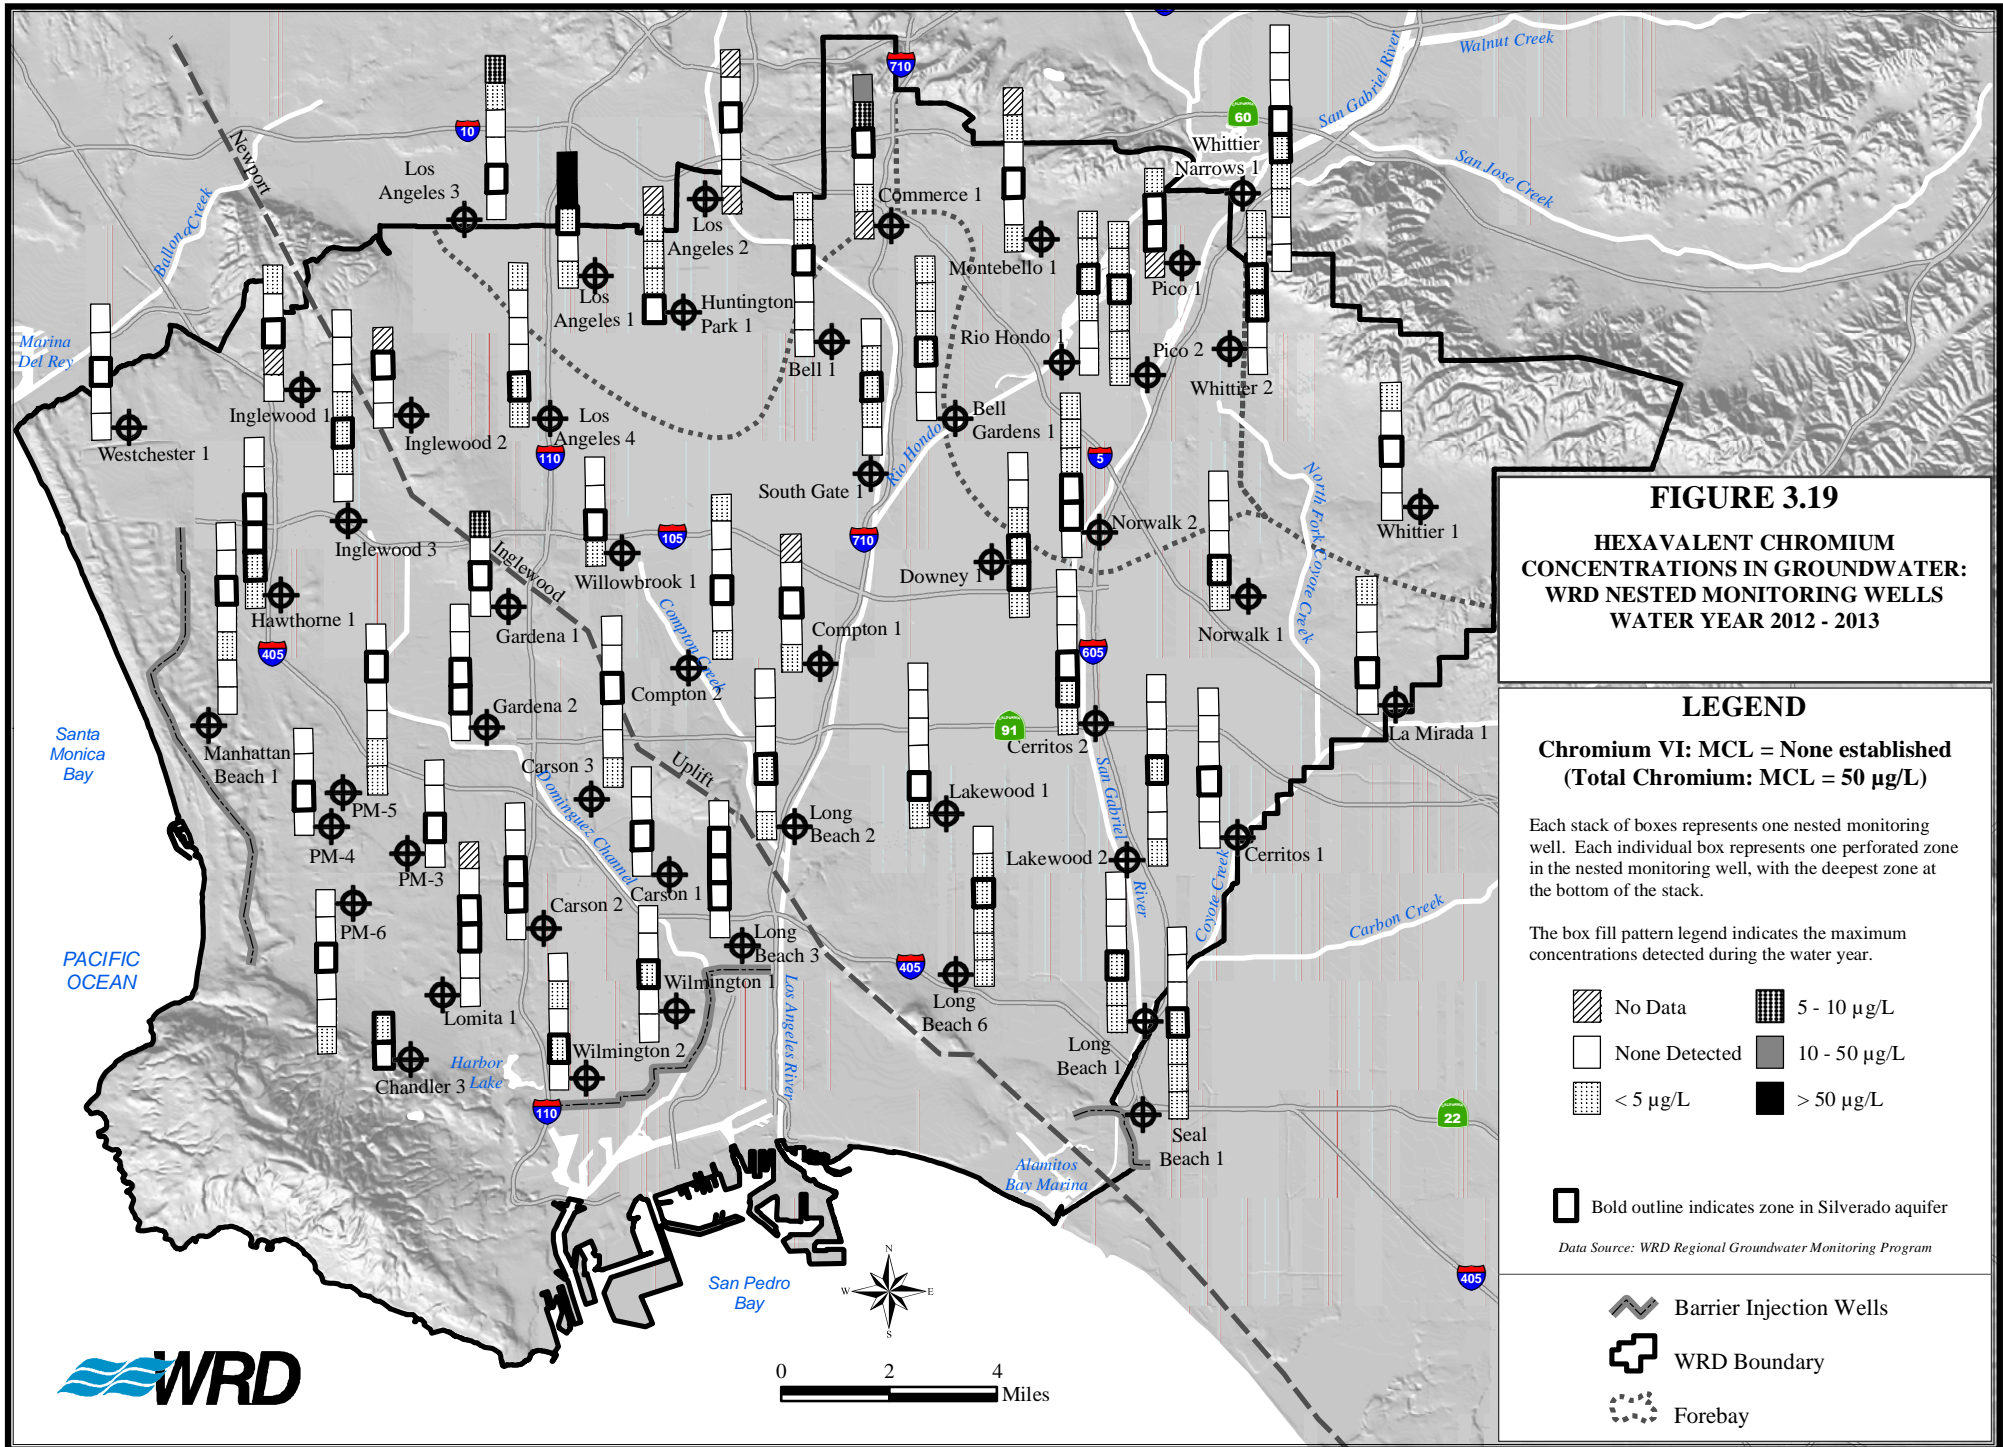 Walnut Creek
San Gabriel River
San Jose Creek
710
60
10
Newport
Ballona Creek
Los
Angeles 3
Whittier
Narrows 1
Commerce 1
Los
Angeles 2
Montebello 1
Pico 1
Los
Angeles 1
Huntington
Park 1
Marina
Del Rey
Bell 1
Rio Hondo 1
Pico 2
Whittier 2
Inglewood 1
Inglewood 2
Los
Angeles 4
Bell
Gardens 1
Westchester 1
110
5
Rio Hondo
South Gate 1
North Fork Coyote Creek
Whittier 1
Inglewood 3
105
710
Norwalk 2
Inglewood
Willowbrook 1
Downey 1
Hawthorne 1
Gardena 1
Compton Creek
Compton 1
Norwalk 1
405
605
Compton 2
Gardena 2
91
Cerritos 2
La Mirada 1
Santa
Monica
Bay
Manhattan
Beach 1
Carson 3
Uplift
San Gabriel
River
PM-5
Dominguez Channel
Long
Beach 2
Lakewood 1
PM-4
PM-3
Lakewood 2
Cerritos 1
Carson 1
Carson 2
PM-6
Coyote Creek
Carbon Creek
Long
Beach 3
PACIFIC
OCEAN
405
Wilmington 1
Los Angeles River
Lomita 1
Long
Beach 6
Wilmington 2
Long
Beach 1
Harbor
Lake
Chandler 3
110
22
Seal
Beach 1
Alamitos
Bay Marina
San Pedro
Bay
405
N
W
E
S
0 2 4
Miles
WRD
FIGURE 3.19
HEXAVALENT CHROMIUM
CONCENTRATIONS IN GROUNDWATER:
WRD NESTED MONITORING WELLS
WATER YEAR 2012 - 2013
LEGEND
Chromium VI: MCL = None established
(Total Chromium: MCL = 50 µg/L)
Each stack of boxes represents one nested monitoring
well. Each individual box represents one perforated zone
in the nested monitoring well, with the deepest zone at
the bottom of the stack.
The box fill pattern legend indicates the maximum
concentrations detected during the water year.
No Data
5 - 10 µg/L
None Detected
10 - 50 µg/L
< 5 µg/L
> 50 µg/L
Bold outline indicates zone in Silverado aquifer
Data Source: WRD Regional Groundwater Monitoring Program
Barrier Injection Wells
WRD Boundary
Forebay